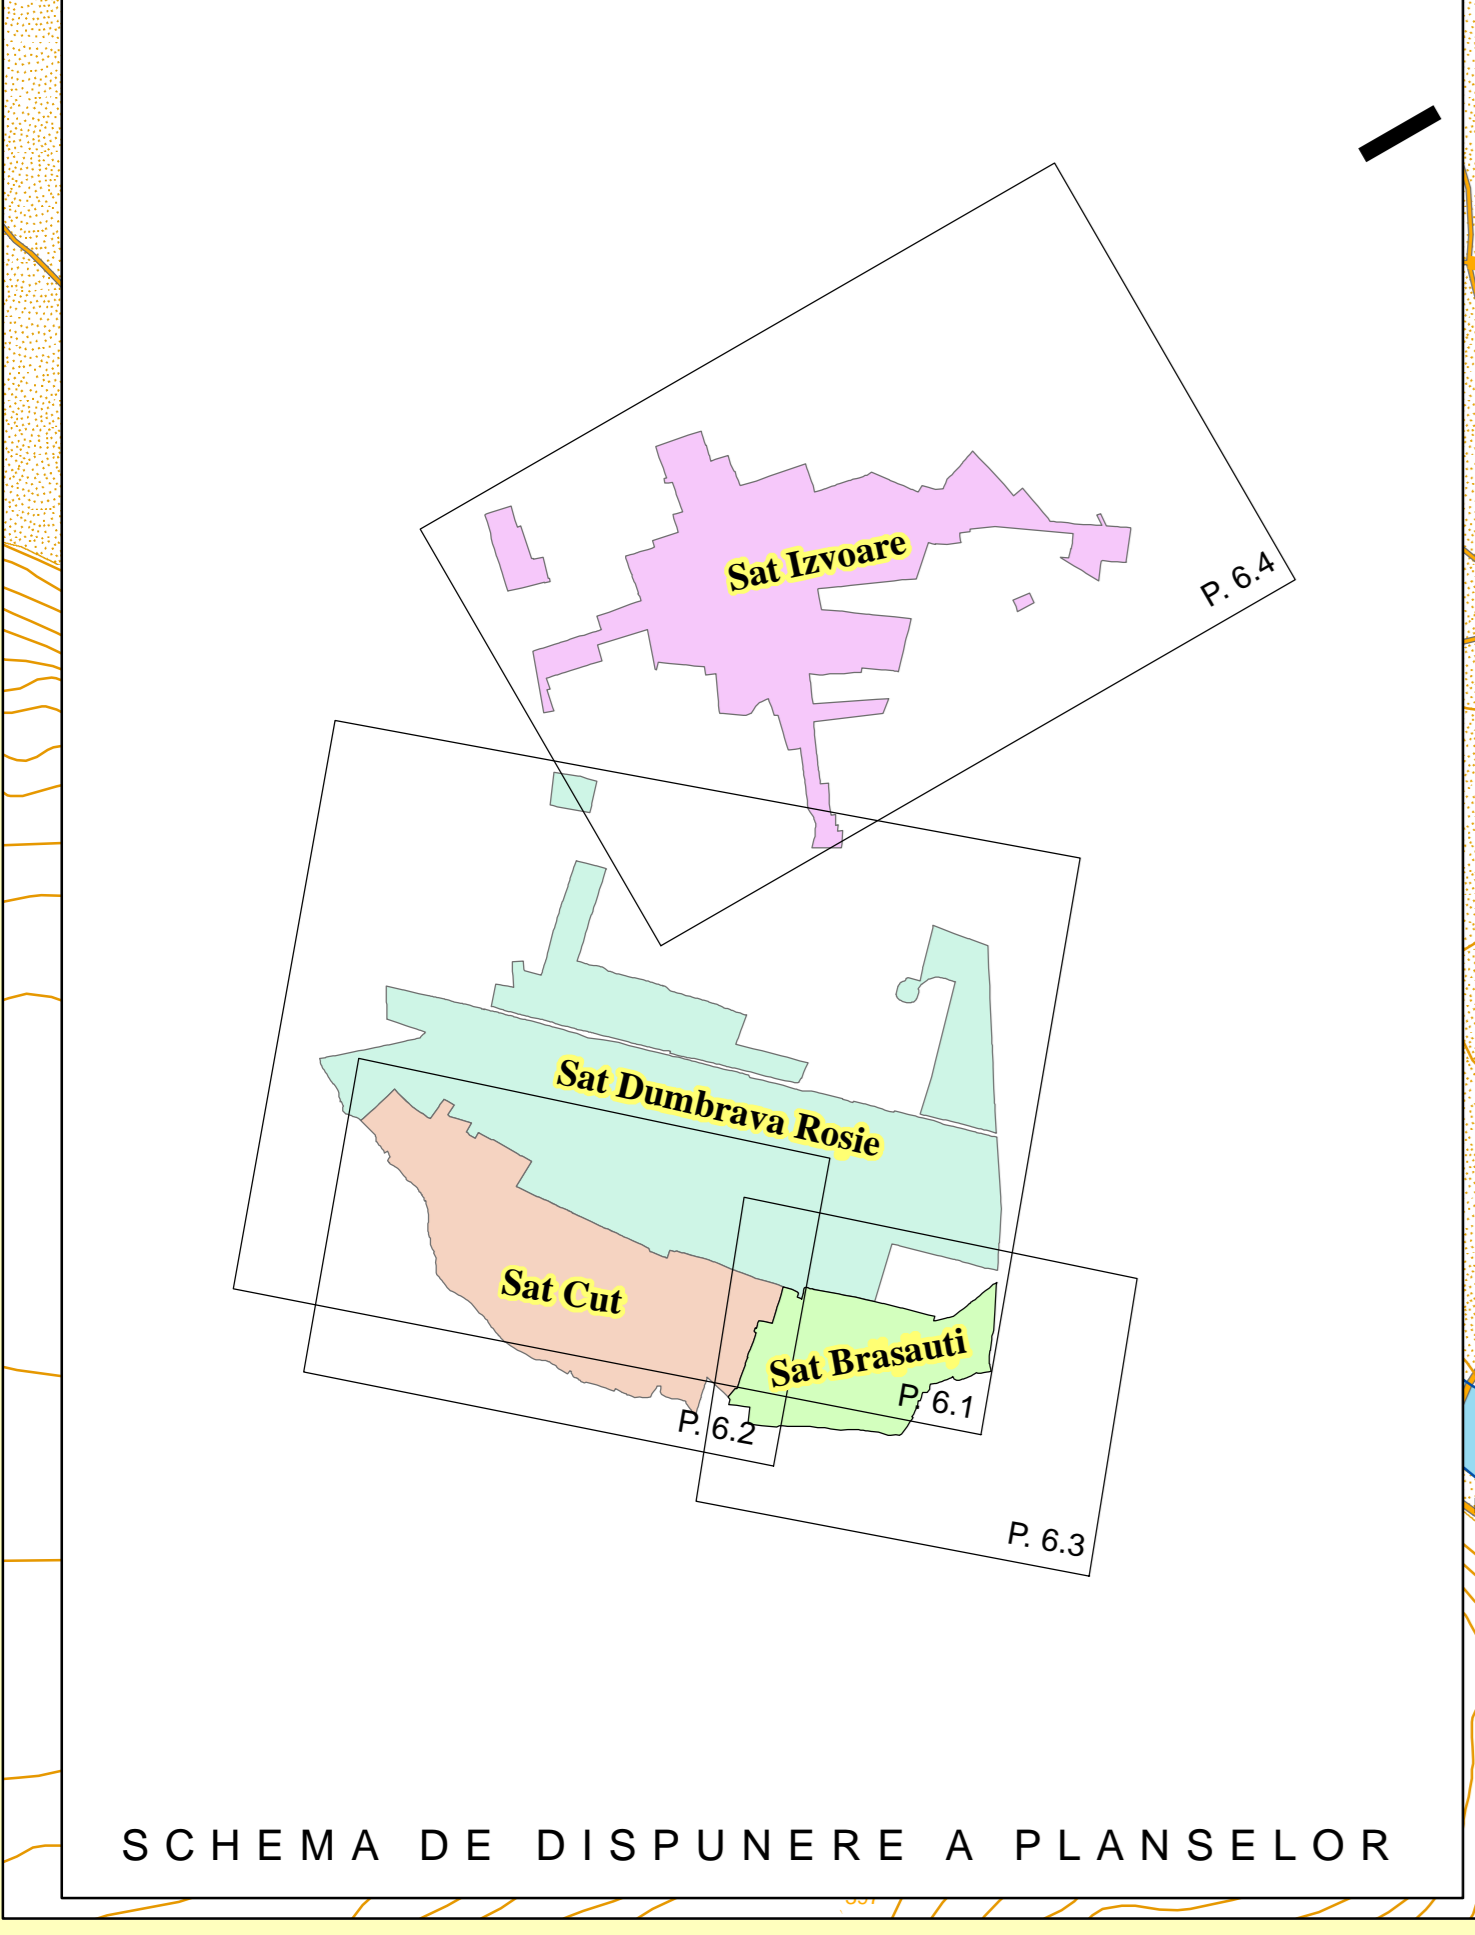 Sat Izvoare
P. 6.4
Sat Dumbrava Rosie
Sat Cut
Sat Brasauti
P. 6.1
P. 6.2
P. 6.3
SCHEMA DE DISPUNERE A PLANSELOR